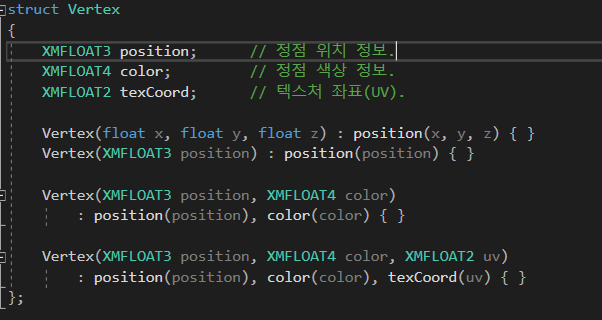 struct Vertex
{
XMFLOAT3 position; // 정점 위치 정보.
XMFLOAT4 color; // 정점 색상 정보.
XMFLOAT2 texCoord; // 텍스처 좌표(UV).
Vertex(float x, float y, float z) : position(x, y, z) { }
Vertex(XMFLOAT3 position) : position(position) { }
Vertex(XMFLOAT3 position, XMFLOAT4 color)
: position(position), color(color) { }
Vertex(XMFLOAT3 position, XMFLOAT4 color, XMFLOAT2 uv)
: position(position), color(color), texCoord(uv) { }
};